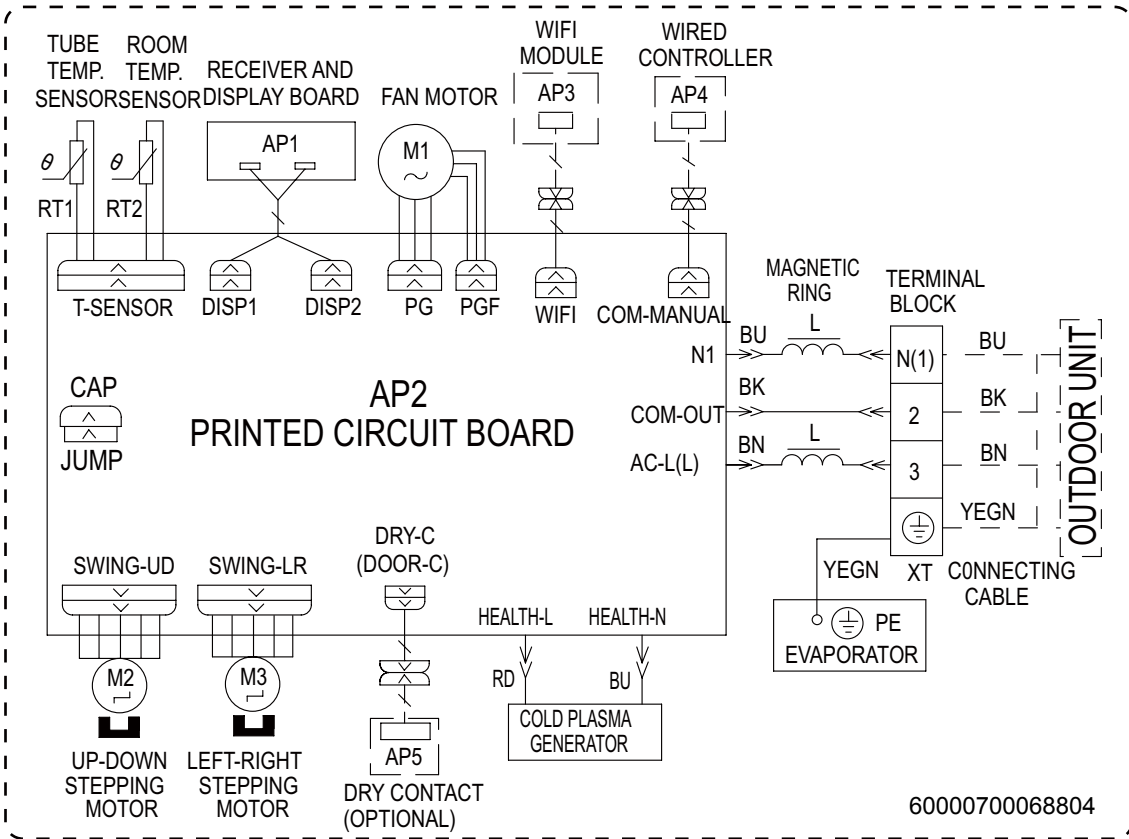 TUBE
TEMP.
SENSOR
ROOM
TEMP.
SENSOR
RECEIVER AND
DISPLAY BOARD
FAN MOTOR
WIFI
MODULE
WIRED
CONTROLLER
AP1
M1
AP3
AP4
θ
θ
RT1
RT2
T-SENSOR
DISP1
DISP2
PG
PGF
WIFI
COM-MANUAL
MAGNETIC
RING
TERMINAL
BLOCK
N1
BU
L
N(1)
BU
CAP
JUMP
AP2
PRINTED CIRCUIT BOARD
COM-OUT
BK
2
BK
AC-L(L)
BN
L
3
BN
YEGN
OUTDOOR UNIT
YEGN
XT
C0NNECTING
CABLE
PE
EVAPORATOR
SWING-UD
SWING-LR
DRY-C
(DOOR-C)
HEALTH-L
HEALTH-N
M2
M3
RD
BU
COLD PLASMA
GENERATOR
AP5
UP-DOWN
STEPPING
MOTOR
LEFT-RIGHT
STEPPING
MOTOR
DRY CONTACT
(OPTIONAL)
60000700068804